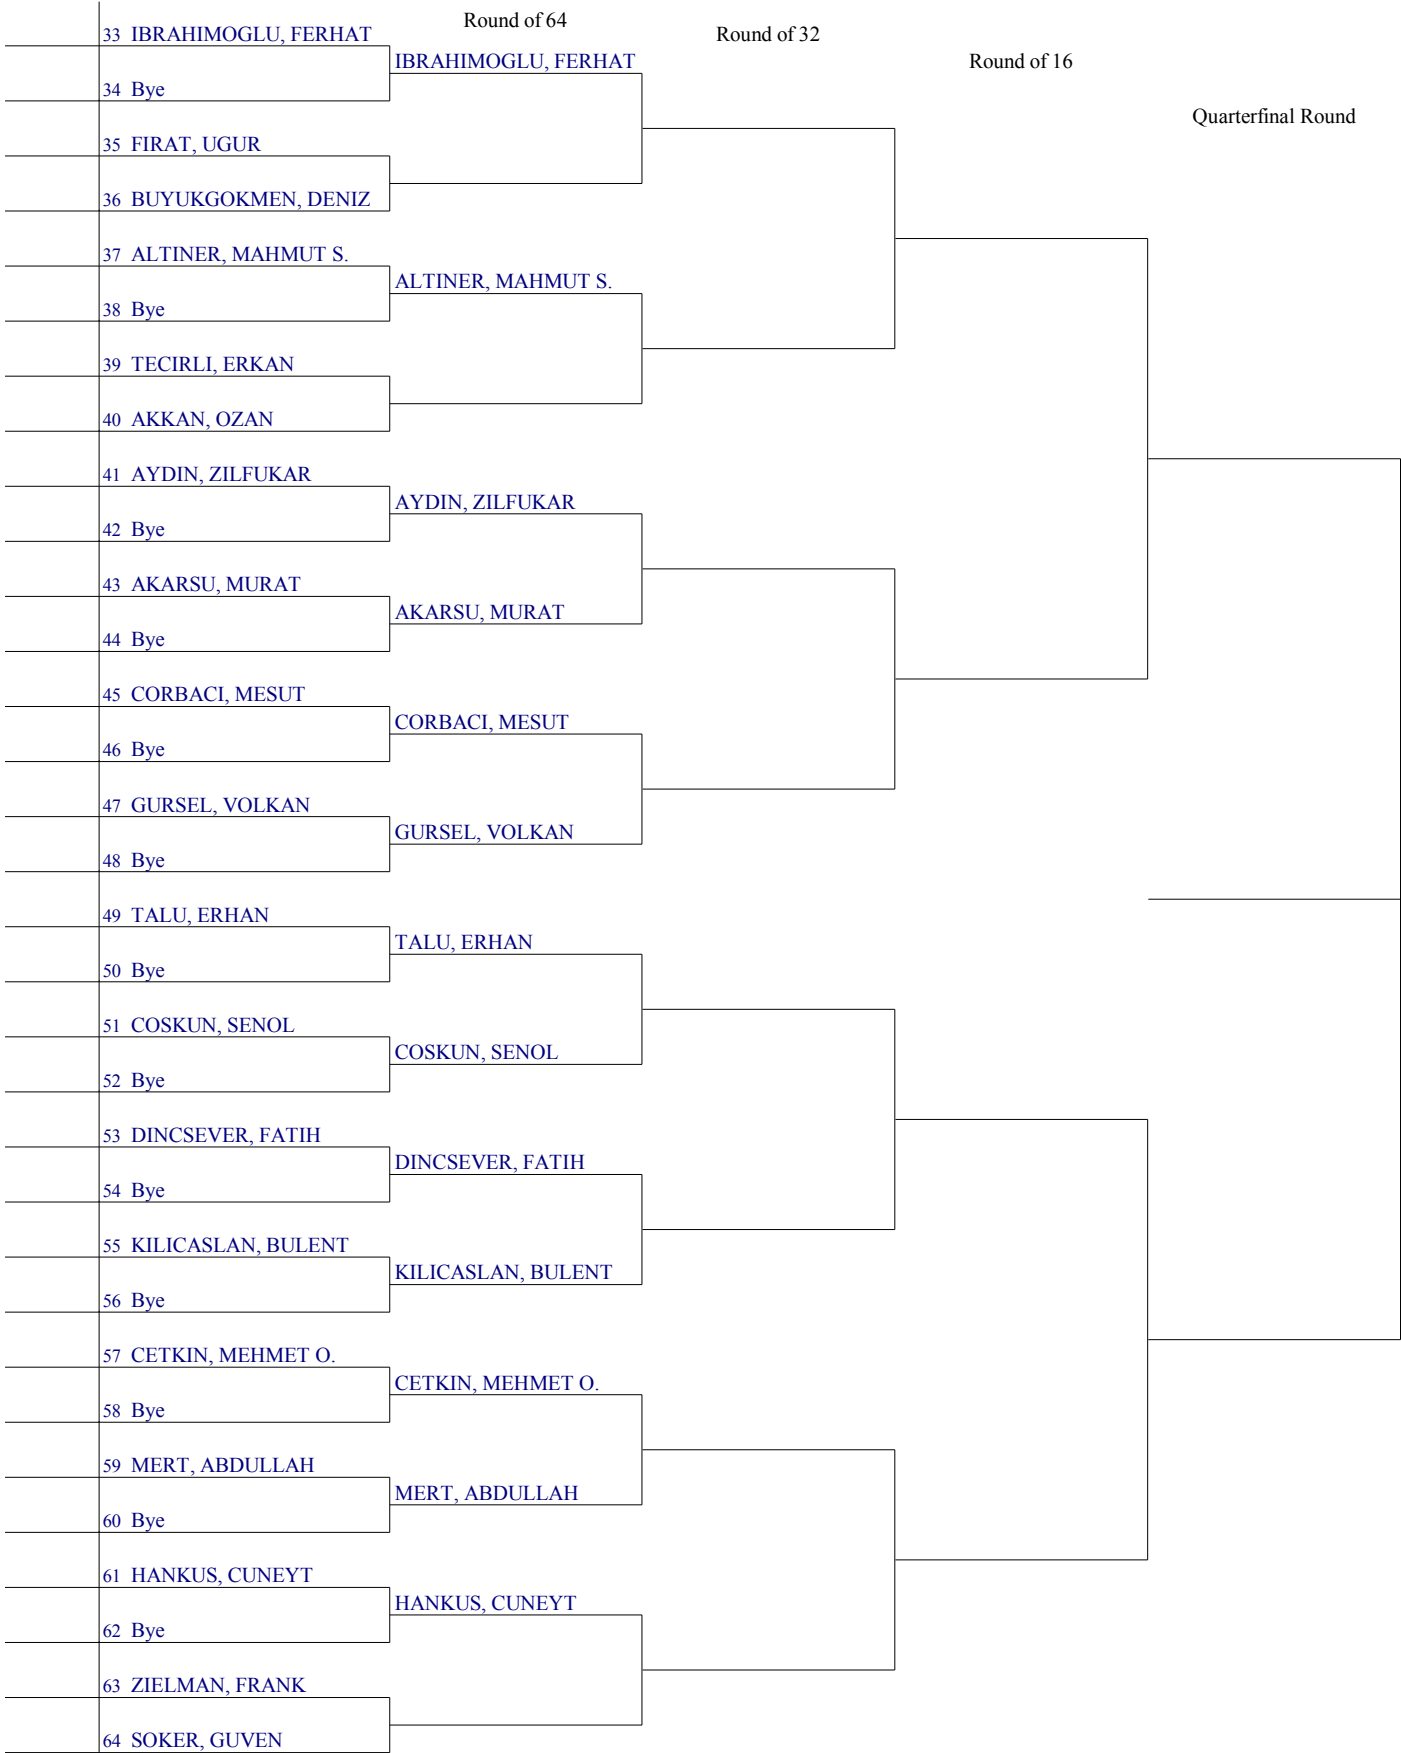 Round of 64
Round of 32
Round of 16
Quarterfinal Round
33 IBRAHIMOGLU, FERHAT
IBRAHIMOGLU, FERHAT
34 Bye
35 FIRAT, UGUR
36 BUYUKGOKMEN, DENIZ
37 ALTINER, MAHMUT S.
ALTINER, MAHMUT S.
38 Bye
39 TECIRLI, ERKAN
40 AKKAN, OZAN
41 AYDIN, ZILFUKAR
AYDIN, ZILFUKAR
42 Bye
43 AKARSU, MURAT
AKARSU, MURAT
44 Bye
45 CORBACI, MESUT
CORBACI, MESUT
46 Bye
47 GURSEL, VOLKAN
GURSEL, VOLKAN
48 Bye
49 TALU, ERHAN
TALU, ERHAN
50 Bye
51 COSKUN, SENOL
COSKUN, SENOL
52 Bye
53 DINCSEVER, FATIH
DINCSEVER, FATIH
54 Bye
55 KILICASLAN, BULENT
KILICASLAN, BULENT
56 Bye
57 CETKIN, MEHMET O.
CETKIN, MEHMET O.
58 Bye
59 MERT, ABDULLAH
MERT, ABDULLAH
60 Bye
61 HANKUS, CUNEYT
HANKUS, CUNEYT
62 Bye
63 ZIELMAN, FRANK
64 SOKER, GUVEN